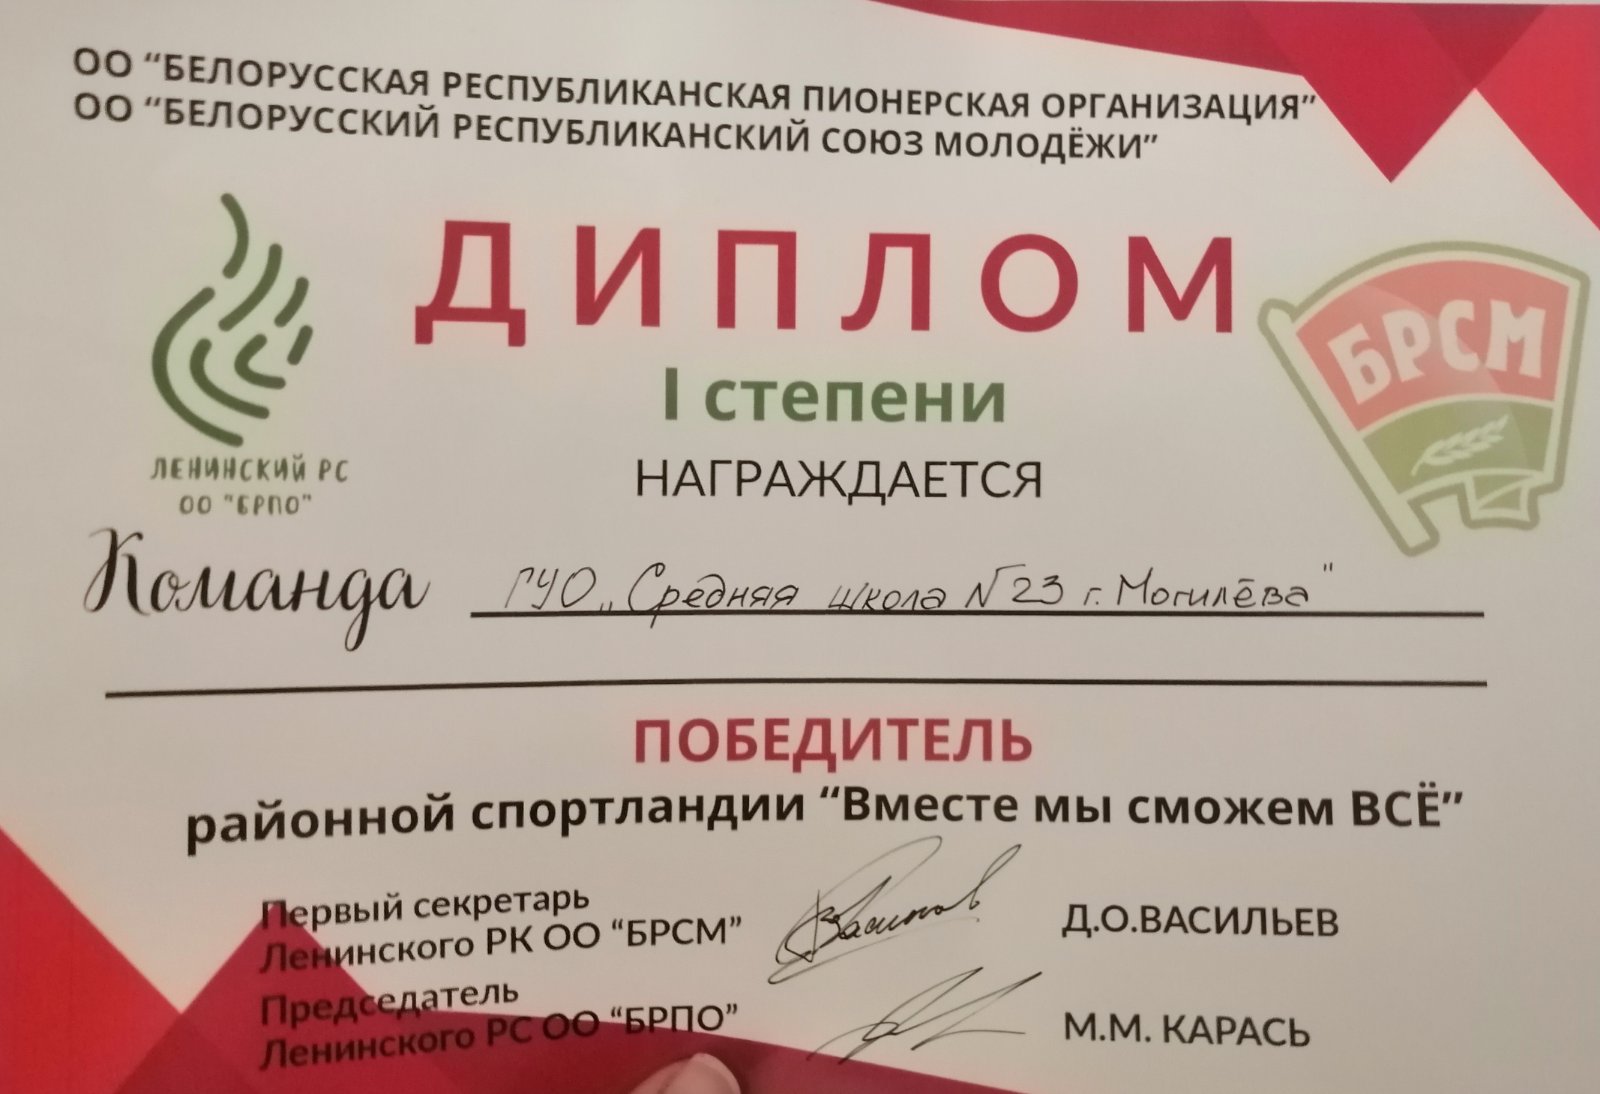 ОО “БЕЛОРУССКАЯ РЕСПУБЛИКАНСКАЯ ПИОНЕРСКАЯ ОРГАНИЗАЦИЯ”
ОО “БЕЛОРУССКИЙ РЕСПУБЛИКАНСКИЙ СОЮЗ МОЛОДЁЖИ”
ДИПЛОМ
БРСМ
I степени
ЛЕНИНСКИЙ РС
ОО "БРПО"
НАГРАЖДАЕТСЯ
Команда ГУО „Средняя школа №23 г. Могилёва"
ПОБЕДИТЕЛЬ
районной спортландии “Вместе мы сможем ВСЁ”
Первый секретарь
Ленинского РК ОО “БРСМ” Д.О.ВАСИЛЬЕВ
Председатель
Ленинского РС ОО “БРПО” М.М. КАРАСЬ